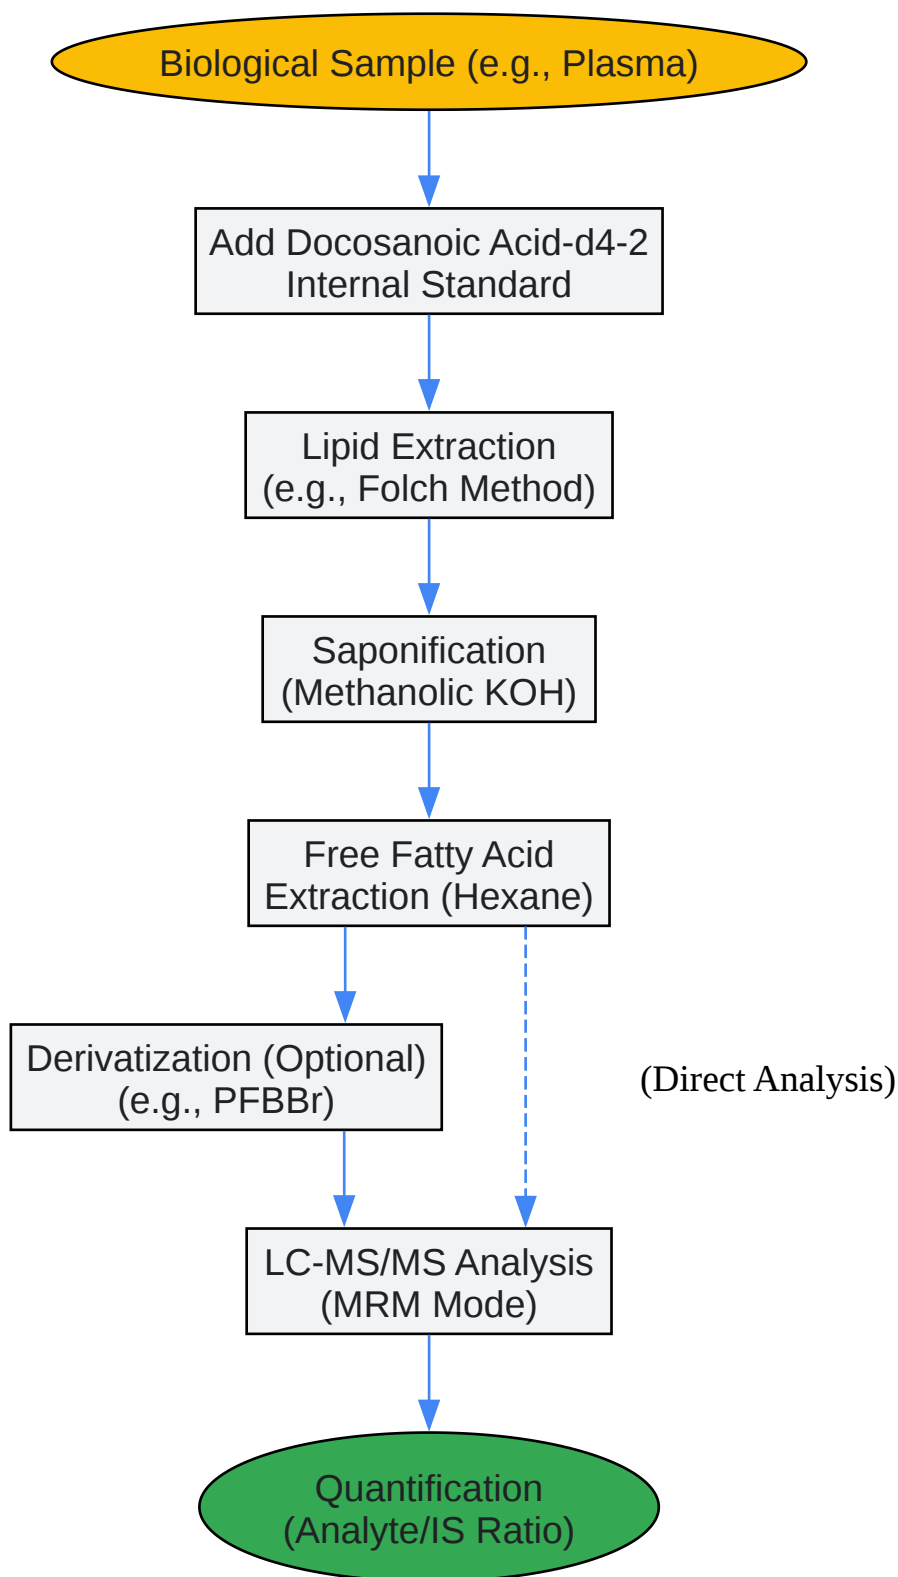 Biological Sample (e.g., Plasma)
Add Docosanoic Acid-d4-2
Internal Standard
Lipid Extraction
(e.g., Folch Method)
Saponification
(Methanolic KOH)
Free Fatty Acid
Extraction (Hexane)
Derivatization (Optional)
(e.g., PFBBr)
(Direct Analysis)
LC-MS/MS Analysis
(MRM Mode)
Quantification
(Analyte/IS Ratio)